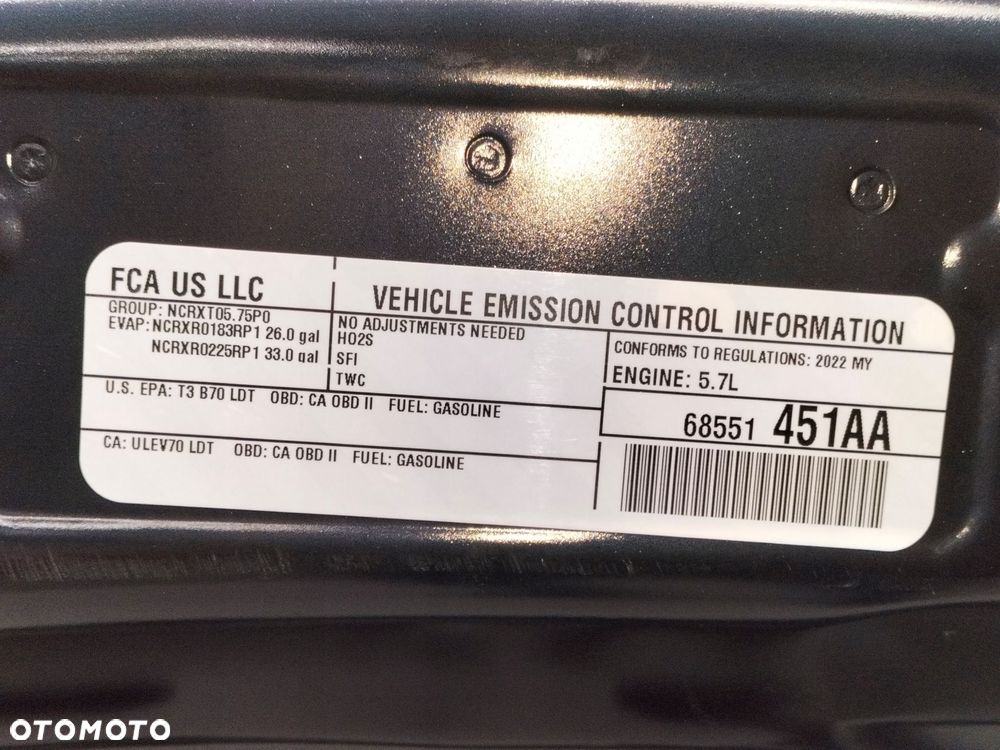 FCA US LLC
GROUP: NCRXT05.75P0
EVAP: NCRXR0183RP1 26.0 gal
NCRXR0225RP1 33.0 gal
VEHICLE EMISSION CONTROL INFORMATION
NO ADJUSTMENTS NEEDED
HO2S
SFI
TWC
CONFORMS TO REGULATIONS: 2022 MY
ENGINE: 5.7L
U.S. EPA: T3 B70 LDT OBD: CA OBD II FUEL: GASOLINE
68551 451AA
CA: ULEV70 LDT OBD: CA OBD II FUEL: GASOLINE
OTOMOTO